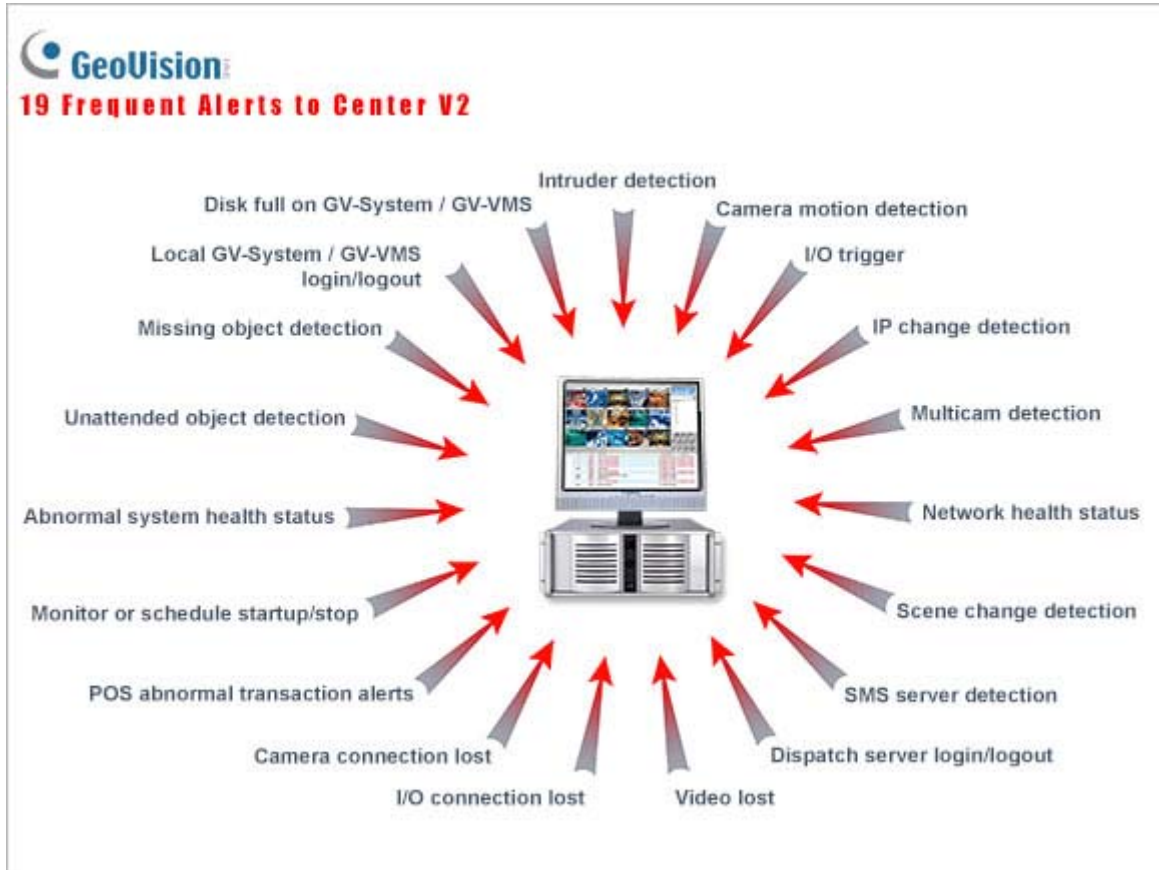 GeoVision
19 Frequent Alerts to Center V2
Intruder detection
Disk full on GV-System / GV-VMS
Camera motion detection
Local GV-System / GV-VMS
login/logout
I/O trigger
Missing object detection
IP change detection
Unattended object detection
Multicam detection
Abnormal system health status
Network health status
Monitor or schedule startup/stop
Scene change detection
POS abnormal transaction alerts
SMS server detection
Camera connection lost
Dispatch server login/logout
I/O connection lost
Video lost